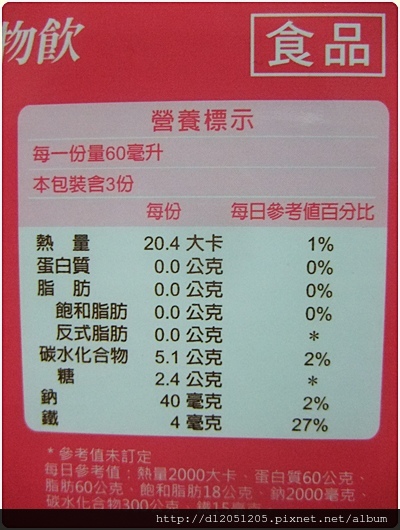 物飲
食品
營養標示
每一份量60毫升
本包裝含3份
每份 每日參考值百分比
熱量 20.4 大卡 1%
蛋白質 0.0 公克 0%
脂肪 0.0 公克 0%
飽和脂肪 0.0 公克 0%
反式脂肪 0.0 公克 *
碳水化合物 5.1 公克 2%
糖 2.4 公克 *
鈉 40 毫克 2%
鐵 4 毫克 27%
* 參考值未訂定
每日參考值：熱量2000大卡、蛋白質60公克、
脂肪60公克、飽和脂肪18公克、鈉2000毫克、
碳水化合物300公克、鐵15毫克
http://d12051205.pixnet.net/album